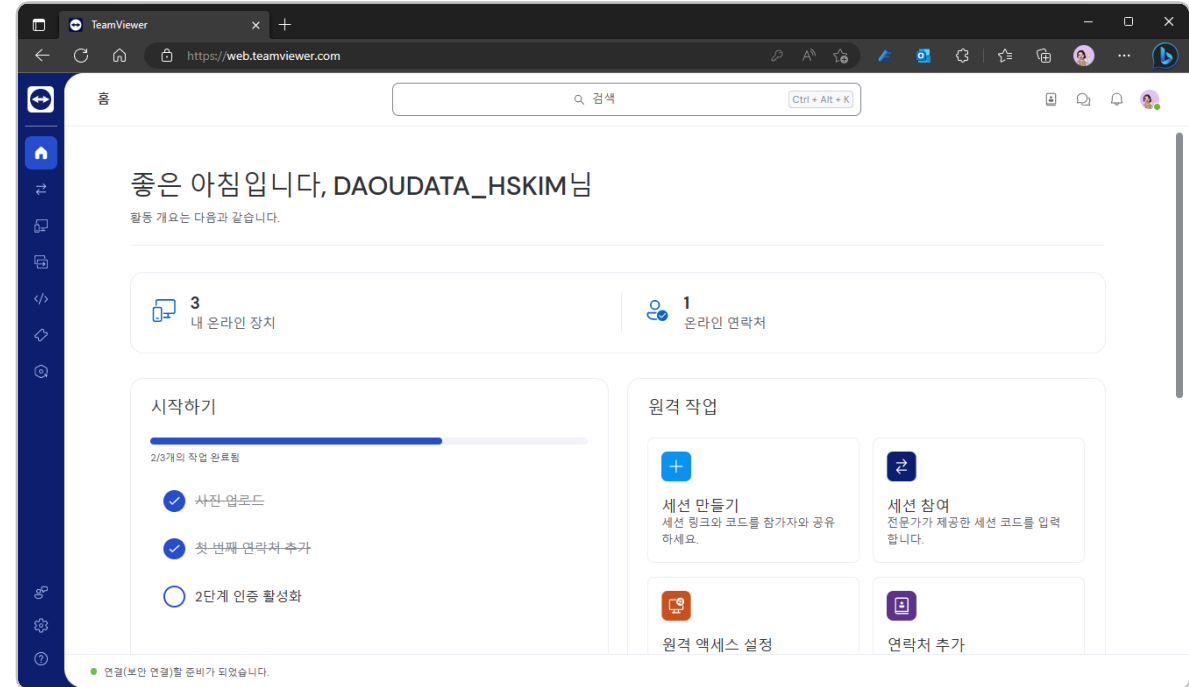 TeamViewer
https://web.teamviewer.com
홈
검색
Ctrl + Alt + K
좋은 아침입니다, DAOUDATA_HSKIM님
활동 개요는 다음과 같습니다.
3
내 온라인 장치
1
온라인 연락처
시작하기
2/3개의 작업 완료됨
사진 업로드
첫 번째 연락처 추가
2단계 인증 활성화
원격 작업
세션 만들기
세션 링크와 코드를 참가자와 공유
하세요.
세션 참여
전문가가 제공한 세션 코드를 입력
합니다.
원격 액세스 설정
연락처 추가
연결(보안 연결)할 준비가 되었습니다.